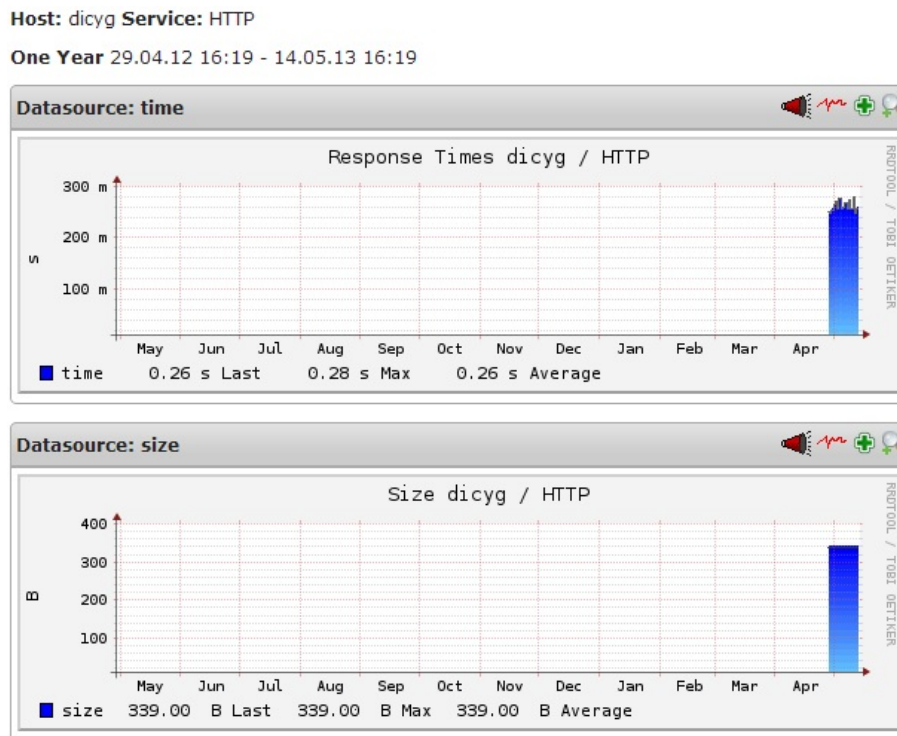 Host: dicyg Service: HTTP
One Year 29.04.12 16:19 - 14.05.13 16:19
Datasource: time
Response Times dicyg / HTTP
RRDTOOL / TOBI OETIKER
300 m
200 m
100 m
s
May Jun Jul Aug Sep Oct Nov Dec Jan Feb Mar Apr
time 0.26 s Last 0.28 s Max 0.26 s Average
Datasource: size
Size dicyg / HTTP
RRDTOOL / TOBI OETIKER
400
300
200
100
B
May Jun Jul Aug Sep Oct Nov Dec Jan Feb Mar Apr
size 339.00 B Last 339.00 B Max 339.00 B Average